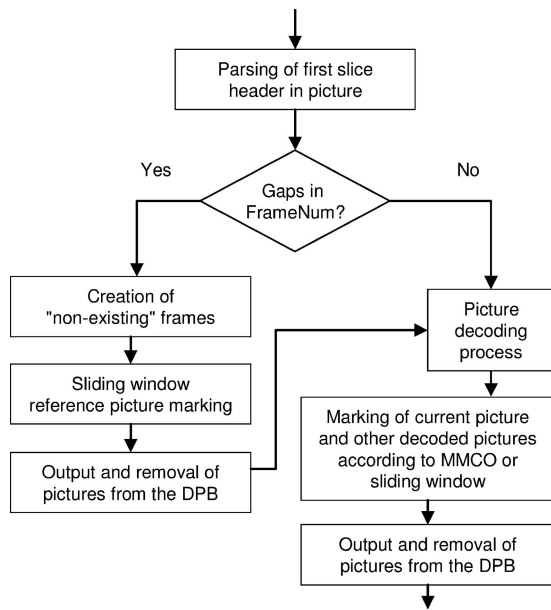 Parsing of first slice
header in picture
Yes
No
Gaps in
FrameNum?
Creation of
"non-existing" frames
Sliding window
reference picture marking
Output and removal of
pictures from the DPB
Picture
decoding
process
Marking of current picture
and other decoded pictures
according to MMCO or
sliding window
Output and removal of
pictures from the DPB